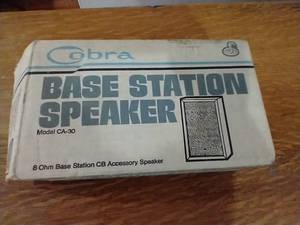 Cobra
BASE STATION
SPEAKER
Model CA-30
8 Ohm Base Station CB Accessory Speaker